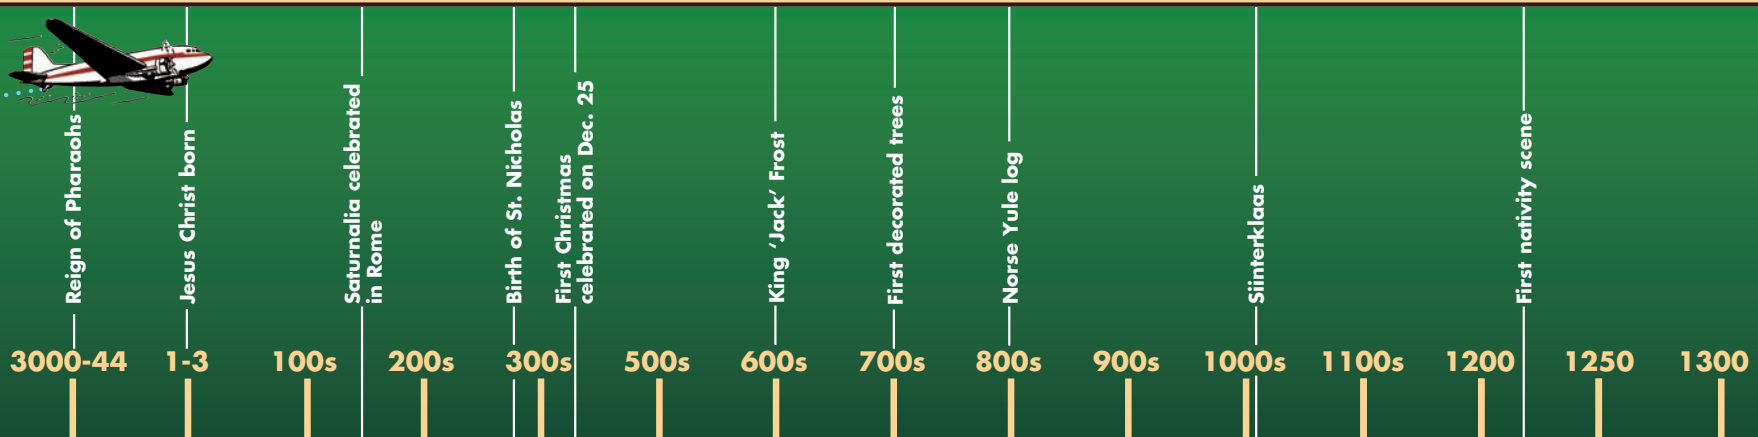 Reign of Pharaohs
Jesus Christ born
Saturnalia celebrated
in Rome
Birth of St. Nicholas
First Christmas
celebrated on Dec. 25
King ‘Jack’ Frost
First decorated trees
Norse Yule log
Siinterklaas
First nativity scene
3000-44
1-3
100s
200s
300s
500s
600s
700s
800s
900s
1000s
1100s
1200
1250
1300